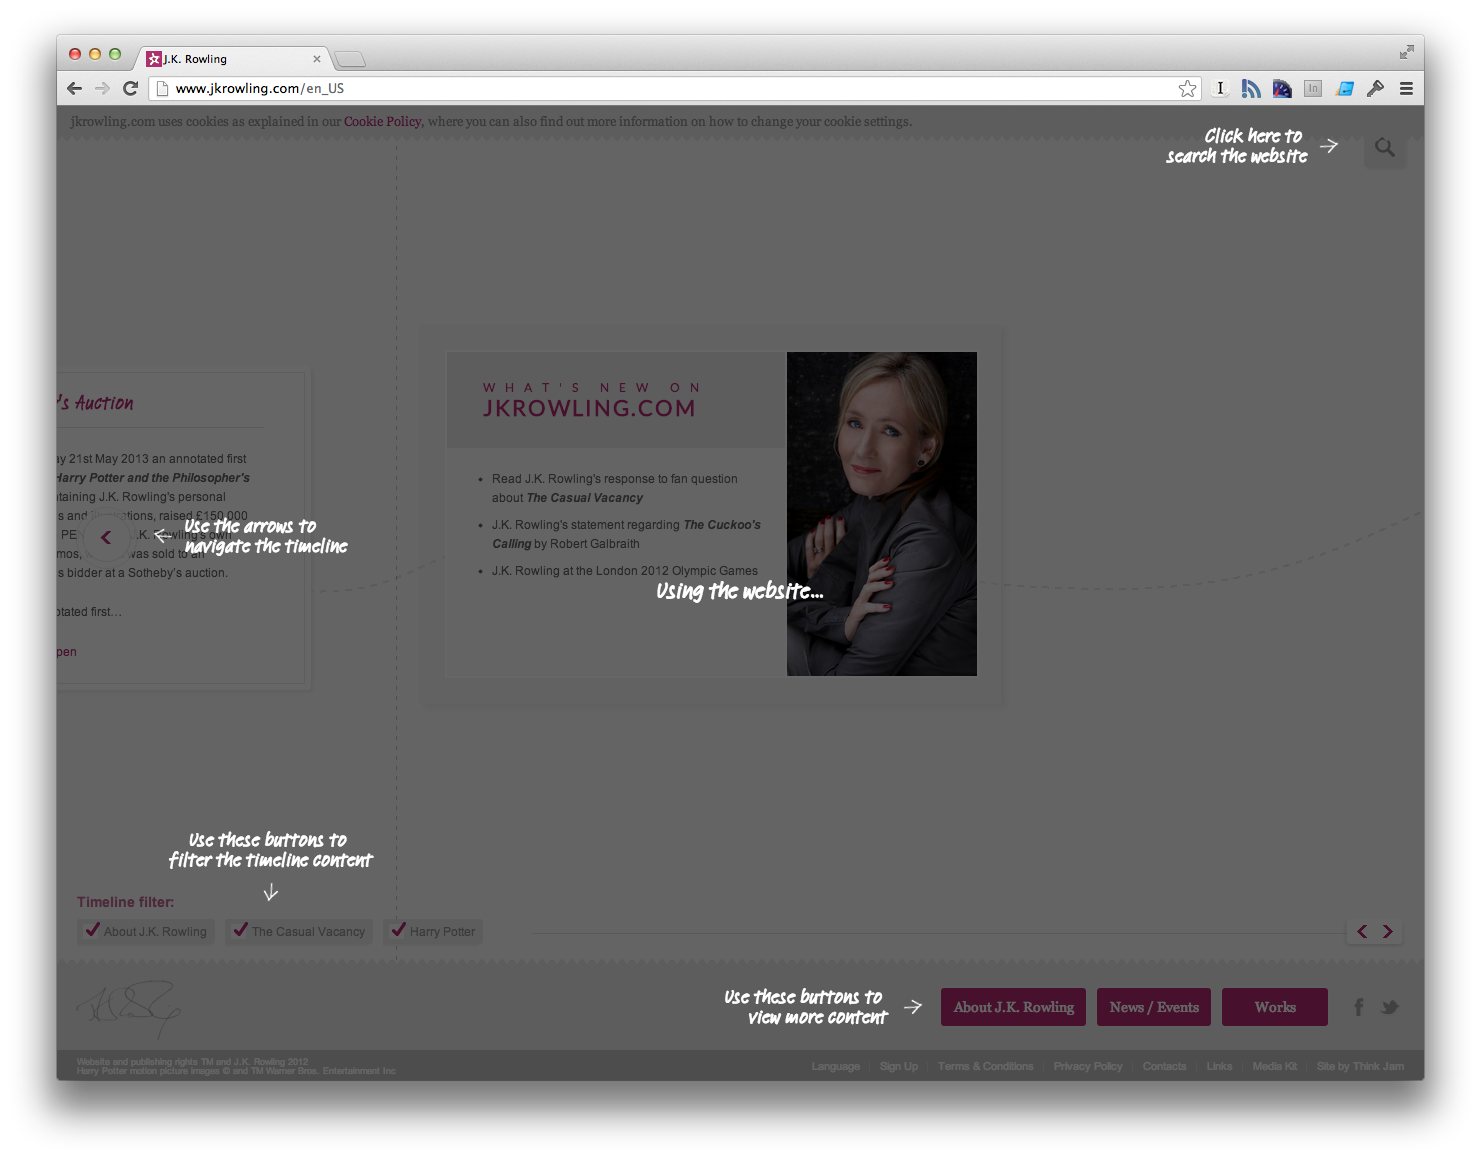 J.K. Rowling
www.jkrowling.com/en_US
jkrowling.com uses cookies as explained in our Cookie Policy, where you can also find out more information on how to change your cookie settings.
Click here to
search the website
's Auction
ay 21st May 2013 an annotated first
Harry Potter and the Philosopher's
ntaining J.K. Rowling's personal
s and illustrations, raised £150,000
PE J.K. Rowling's own
mos, was sold to an
s bidder at a Sotheby's auction.
otated first...
pen
Use the arrows to
navigate the timeline
WHAT'S NEW ON
JKROWLING.COM
• Read J.K. Rowling's response to fan question
about The Casual Vacancy
• J.K. Rowling's statement regarding The Cuckoo's
Calling by Robert Galbraith
• J.K. Rowling at the London 2012 Olympic Games
Using the website...
Use these buttons to
filter the timeline content
Timeline filter:
About J.K. Rowling
The Casual Vacancy
Harry Potter
Use these buttons to
view more content
About J.K. Rowling
News / Events
Works
Website and publishing rights TM and J.K. Rowling 2012
Harry Potter motion picture images © and TM Warner Bros. Entertainment Inc
Language | Sign Up | Terms & Conditions | Privacy Policy | Contacts | Links | Media Kit | Site by Think Jam